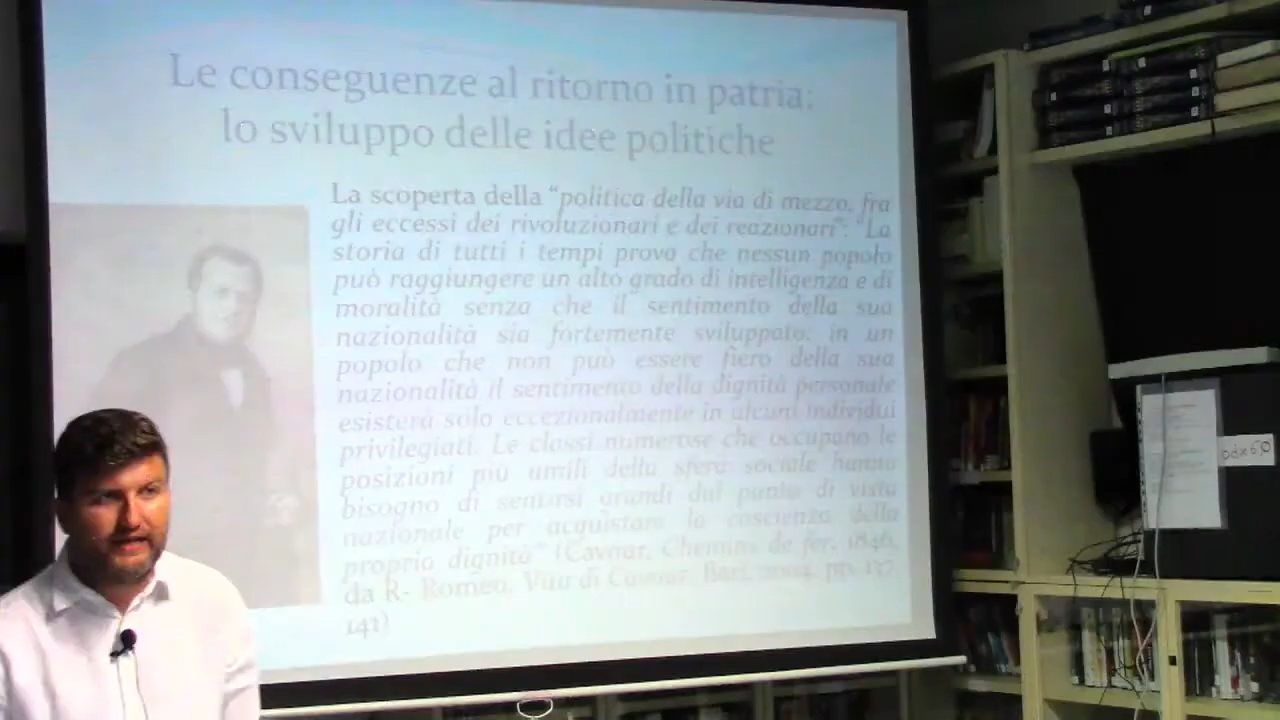 Le conseguenze al ritorno in patria:
lo sviluppo delle idee politiche
La scoperta della “politica della via di mezzo, fra
gli eccessi dei rivoluzionari e dei reazionari”: “La
storia di tutti i tempi prova che nessun popolo
può raggiungere un alto grado di intelligenza e di
moralità senza che il sentimento della sua
nazionalità sia fortemente sviluppato: in un
popolo che non può essere fiero della sua
nazionalità il sentimento della dignità personale
esisterà solo eccezionalmente in alcuni individui
privilegiati. Le classi numerose che occupano le
posizioni più umili della sfera sociale hanno
bisogno di sentirsi grandi dal punto di vista
nazionale per acquistare la coscienza della
propria dignità” (Cavour, Chemins de fer, 1846,
da R- Romeo, Vita di Cavour, Bari, 2004, pp. 137-
141)